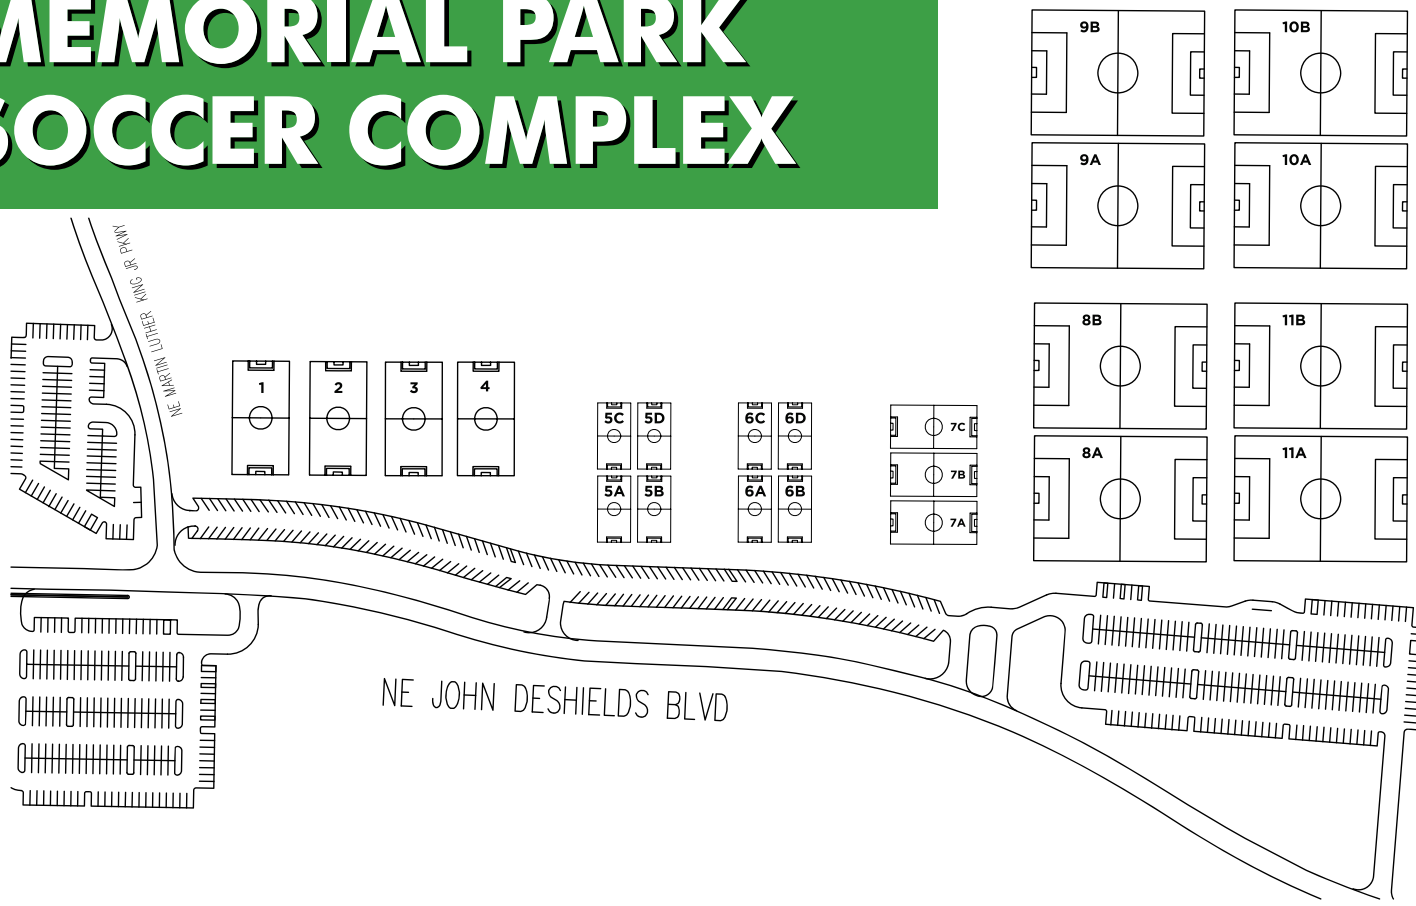 MEMORIAL PARK
SOCCER COMPLEX
9B
10B
9A
10A
NE MARTIN LUTHER KING JR PKWY
8B
11B
1
2
3
4
5C
5D
6C
6D
7C
8A
11A
7B
5A
5B
6A
6B
7A
NE JOHN DESHIELDS BLVD